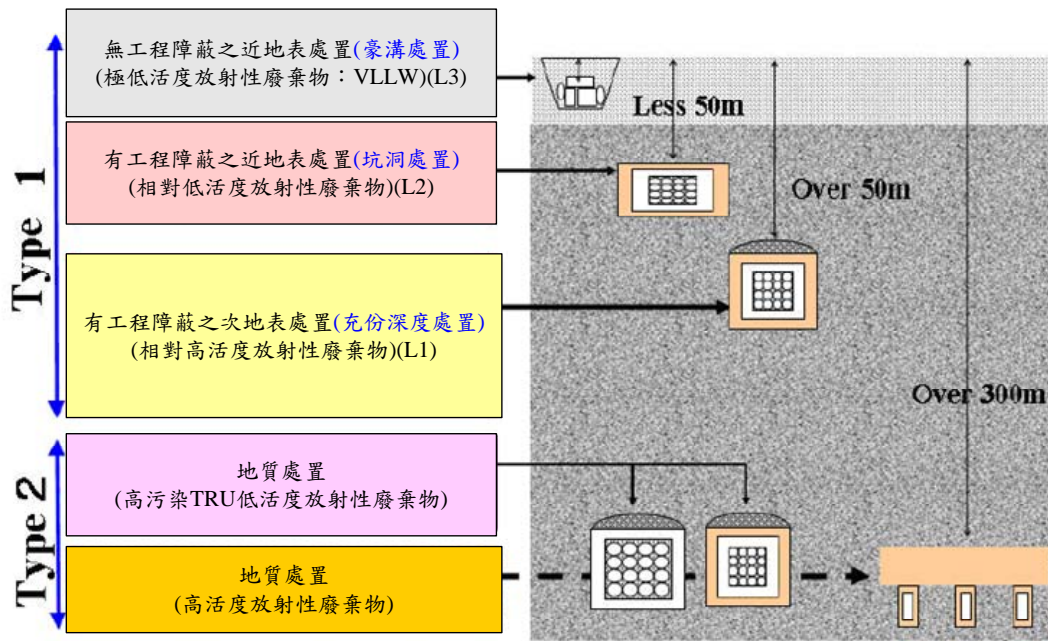 Type 1
無工程障蔽之近地表處置(豪溝處置)
(極低活度放射性廢棄物：VLLW)(L3)
有工程障蔽之近地表處置(坑洞處置)
(相對低活度放射性廢棄物)(L2)
有工程障蔽之次地表處置(充份深度處置)
(相對高活度放射性廢棄物)(L1)
Type 2
地質處置
(高污染TRU低活度放射性廢棄物)
地質處置
(高活度放射性廢棄物)
Less 50m
Over 50m
Over 300m